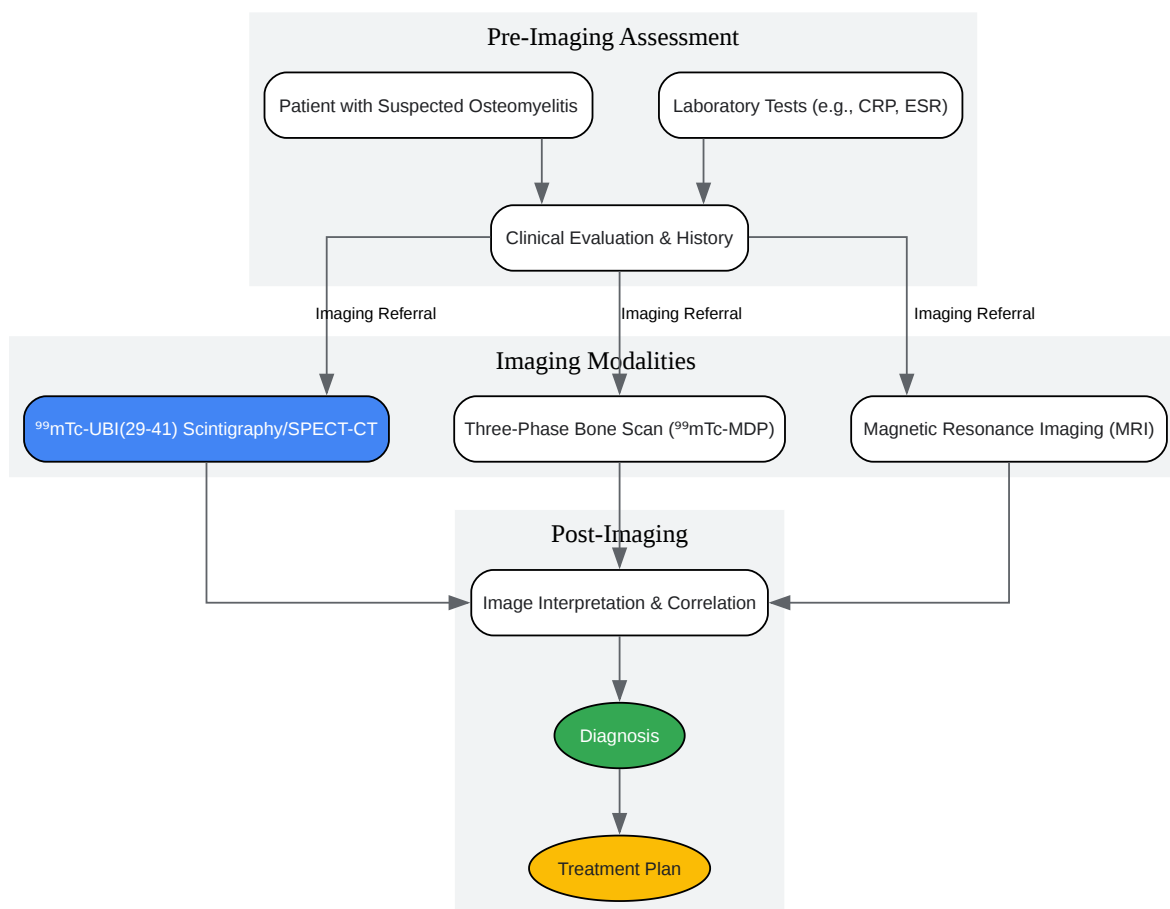 Pre-Imaging Assessment
Patient with Suspected Osteomyelitis
Laboratory Tests (e.g., CRP, ESR)
Clinical Evaluation & History
Imaging Referral
Imaging Referral
Imaging Referral
Imaging Modalities
⁹⁹mTc-UBI(29-41) Scintigraphy/SPECT-CT
Three-Phase Bone Scan (⁹⁹mTc-MDP)
Magnetic Resonance Imaging (MRI)
Post-Imaging
Image Interpretation & Correlation
Diagnosis
Treatment Plan